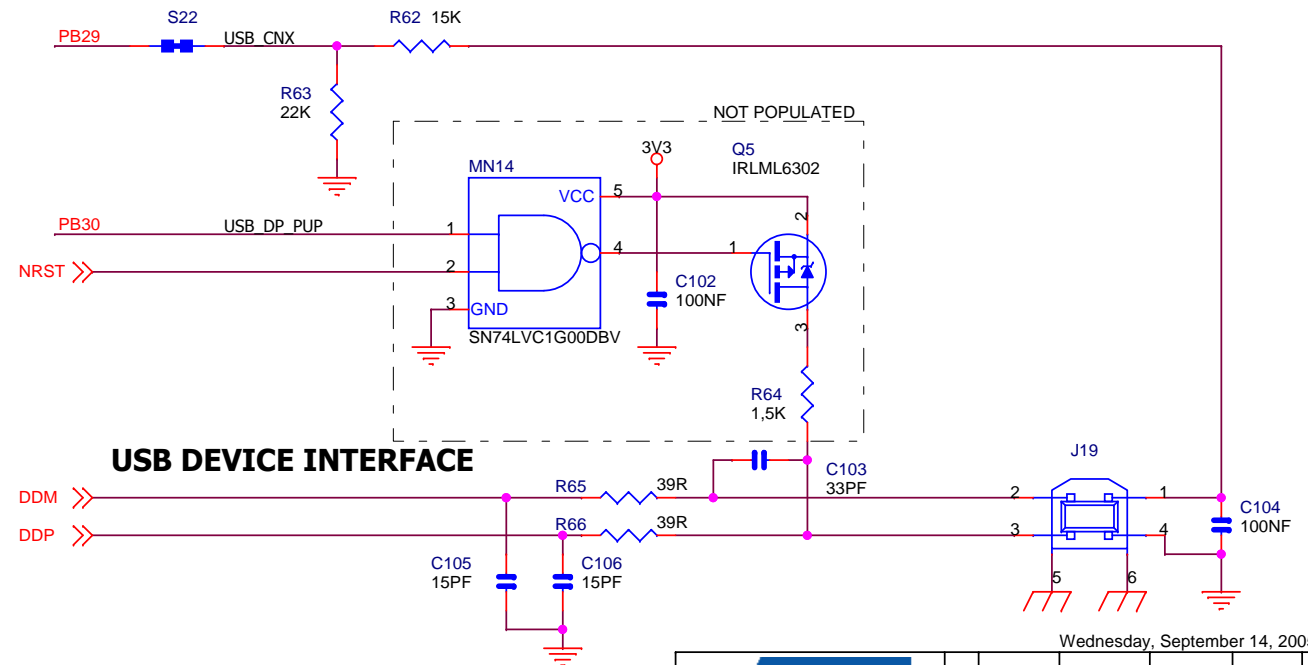 S22
R62 15K
PB29
USB_CNX
R63
22K
NOT POPULATED
3V3
Q5
IRLML6302
MN14
VCC
5
2
PB30
USB_DP_PUP
1
4
1
NRST
2
C102
100NF
3
GND
3
SN74LVC1G00DBV
R64
1,5K
USB DEVICE INTERFACE
J19
C103
33PF
DDM
R65
39R
2
1
C104
100NF
DDP
R66
39R
3
4
C105
15PF
C106
15PF
5
6
Wednesday, September 14, 2005